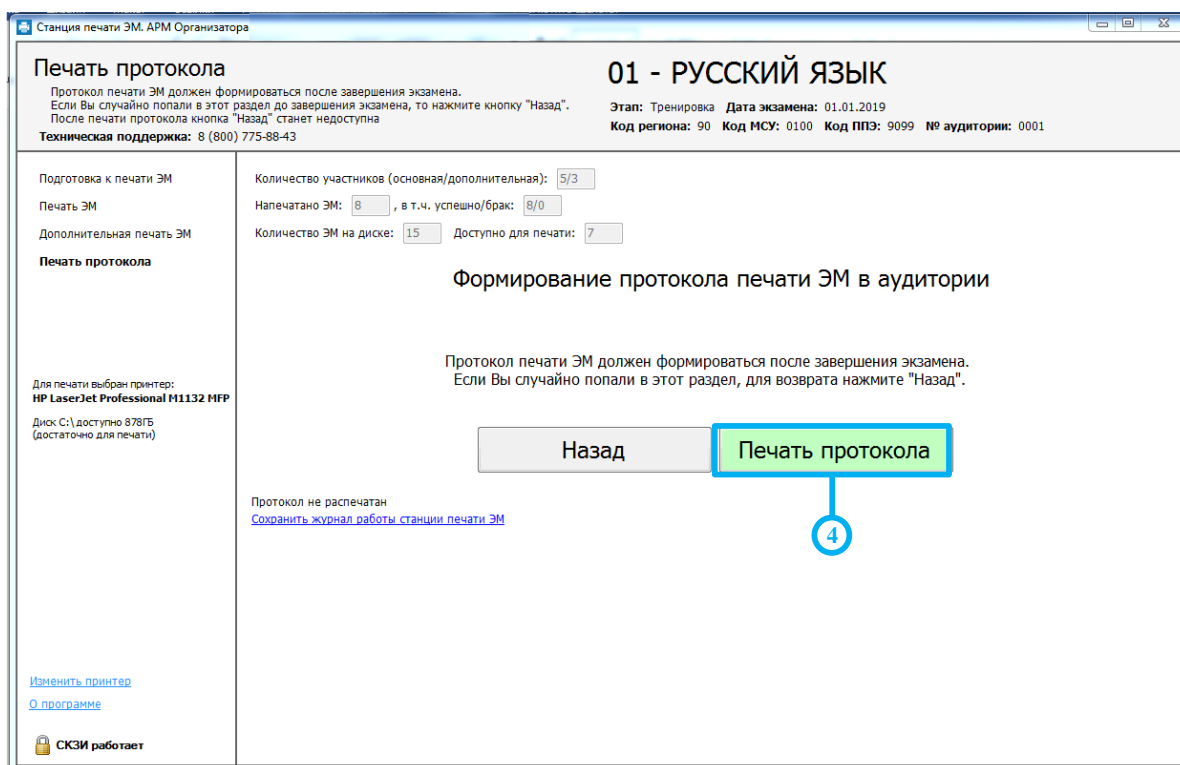 Станция печати ЭМ. АРМ Организатора
Печать протокола
Протокол печати ЭМ должен формироваться после завершения экзамена.
Если Вы случайно попали в этот раздел до завершения экзамена, то нажмите кнопку "Назад".
После печати протокола кнопка "Назад" станет недоступна
Техническая поддержка: 8 (800) 775-88-43
01 - РУССКИЙ ЯЗЫК
Этап: Тренировка Дата экзамена: 01.01.2019
Код региона: 90 Код МСУ: 0100 Код ППЭ: 9099 № аудитории: 0001
Подготовка к печати ЭМ
Печать ЭМ
Дополнительная печать ЭМ
Печать протокола
Для печати выбран принтер:
HP LaserJet Professional M1132 MFP
Диск C:\ доступно 878ГБ
(достаточно для печати)
Изменить принтер
О программе
СКЗИ работает
Количество участников (основная/дополнительная): 5/3
Напечатано ЭМ: 8 , в т.ч. успешно/брак: 8/0
Количество ЭМ на диске: 15 Доступно для печати: 7
Формирование протокола печати ЭМ в аудитории
Протокол печати ЭМ должен формироваться после завершения экзамена.
Если Вы случайно попали в этот раздел, для возврата нажмите "Назад".
Назад Печать протокола
4
Протокол не распечатан
Сохранить журнал работы станции печати ЭМ